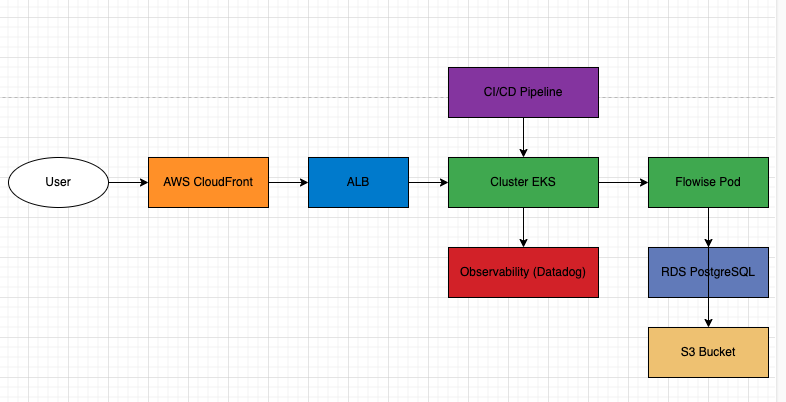 CI/CD Pipeline
User
AWS CloudFront
ALB
Cluster EKS
Flowise Pod
Observability (Datadog)
RDS PostgreSQL
S3 Bucket